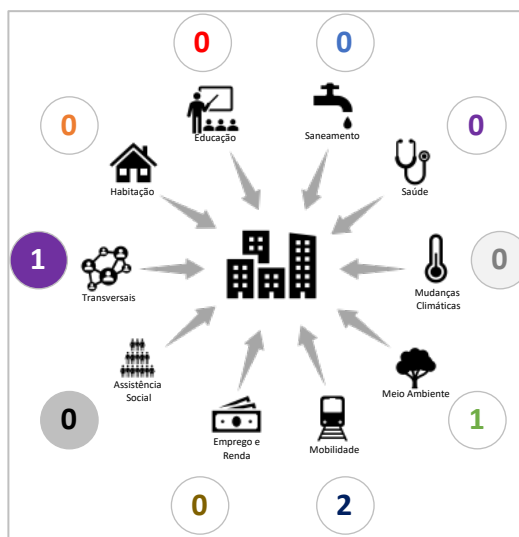 0
0
Educação
Saneamento
0
0
Habitação
Saúde
1
Transversais
0
Mudanças
Climáticas
Assistência
Social
Meio Ambiente
0
1
Emprego e
Renda
Mobilidade
0
2